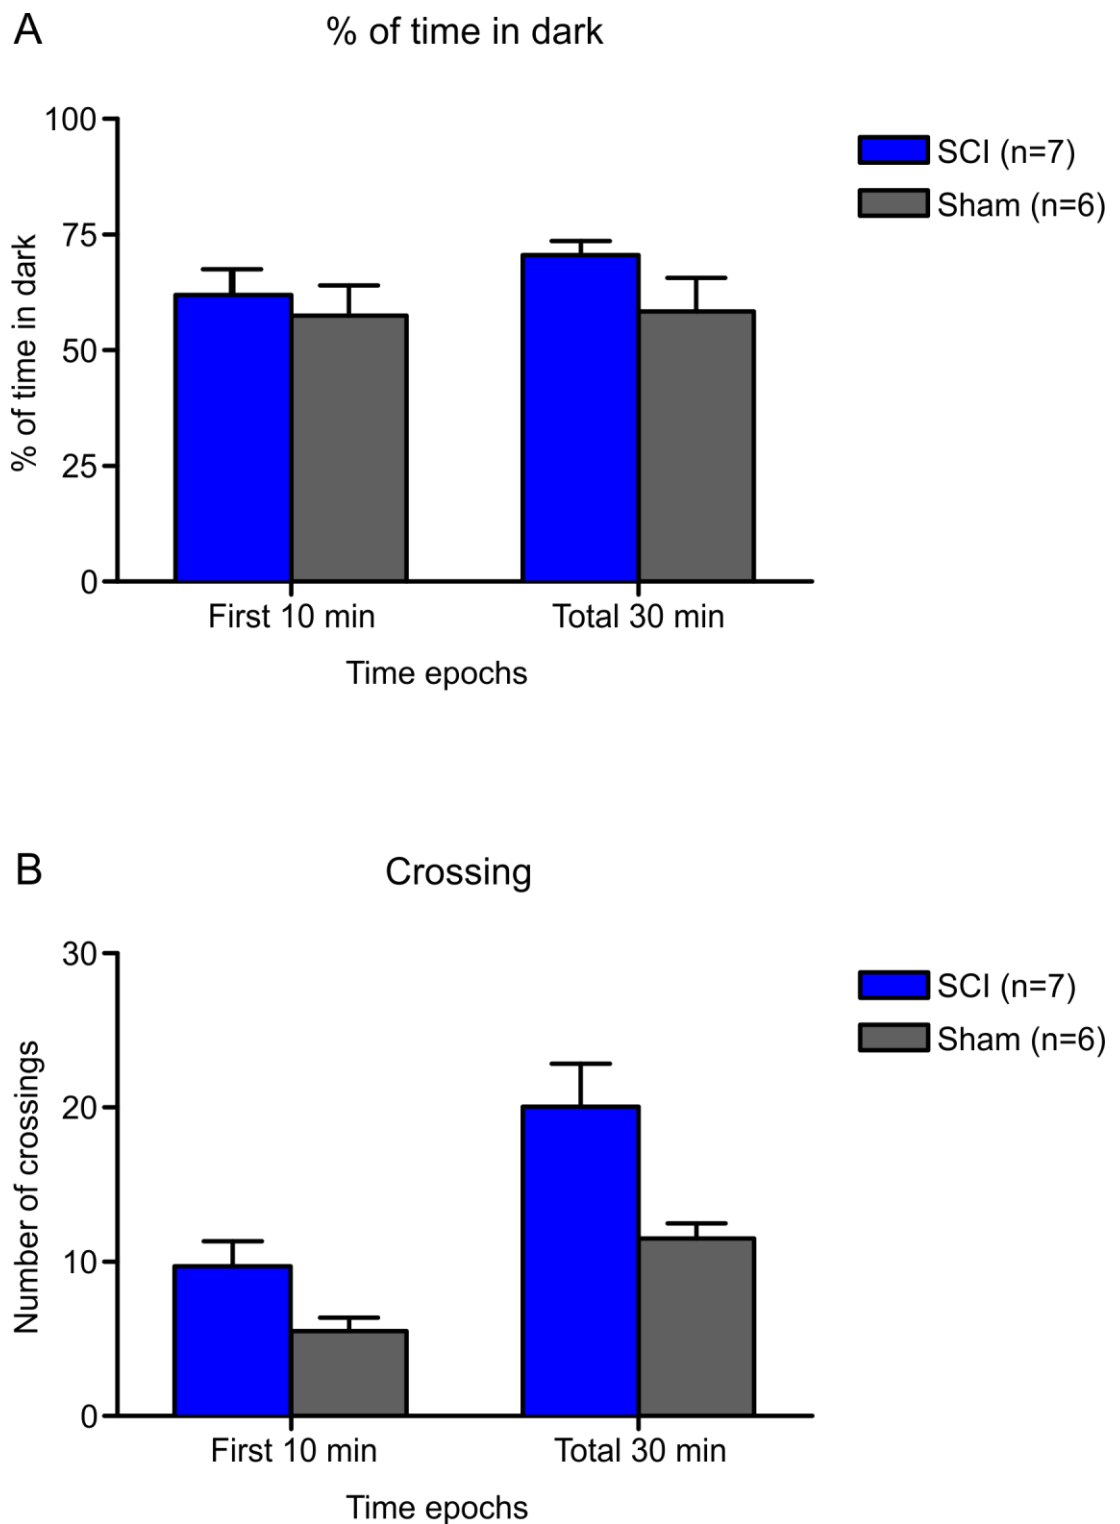 A
% of time in dark
100
75
50
25
0
% of time in dark
SCI (n=7)
Sham (n=6)
First 10 min
Total 30 min
Time epochs
B
Crossing
30
20
10
0
Number of crossings
SCI (n=7)
Sham (n=6)
First 10 min
Total 30 min
Time epochs